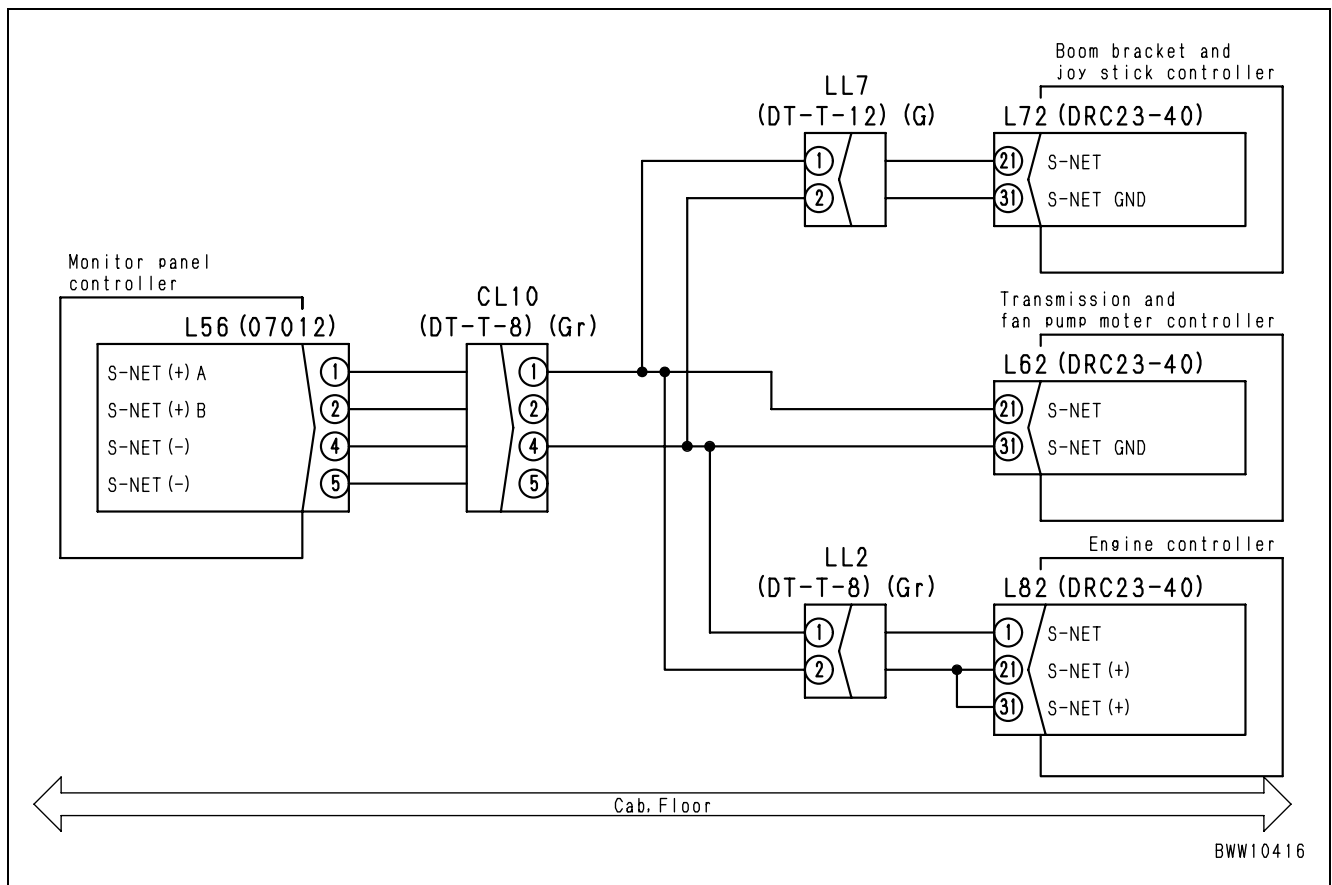 Boom bracket and
joy stick controller
LL7
(DT-T-12) (G)
L72 (DRC23-40)
1
2
21
S-NET
31
S-NET GND
Monitor panel
controller
L56 (07012)
CL10
(DT-T-8) (Gr)
S-NET (+) A
1
1
S-NET (+) B
2
2
S-NET (-)
4
4
S-NET (-)
5
5
Transmission and
fan pump moter controller
L62 (DRC23-40)
21
S-NET
31
S-NET GND
Engine controller
LL2
(DT-T-8) (Gr)
L82 (DRC23-40)
1
2
1
S-NET
21
S-NET (+)
31
S-NET (+)
Cab, Floor
BWW10416